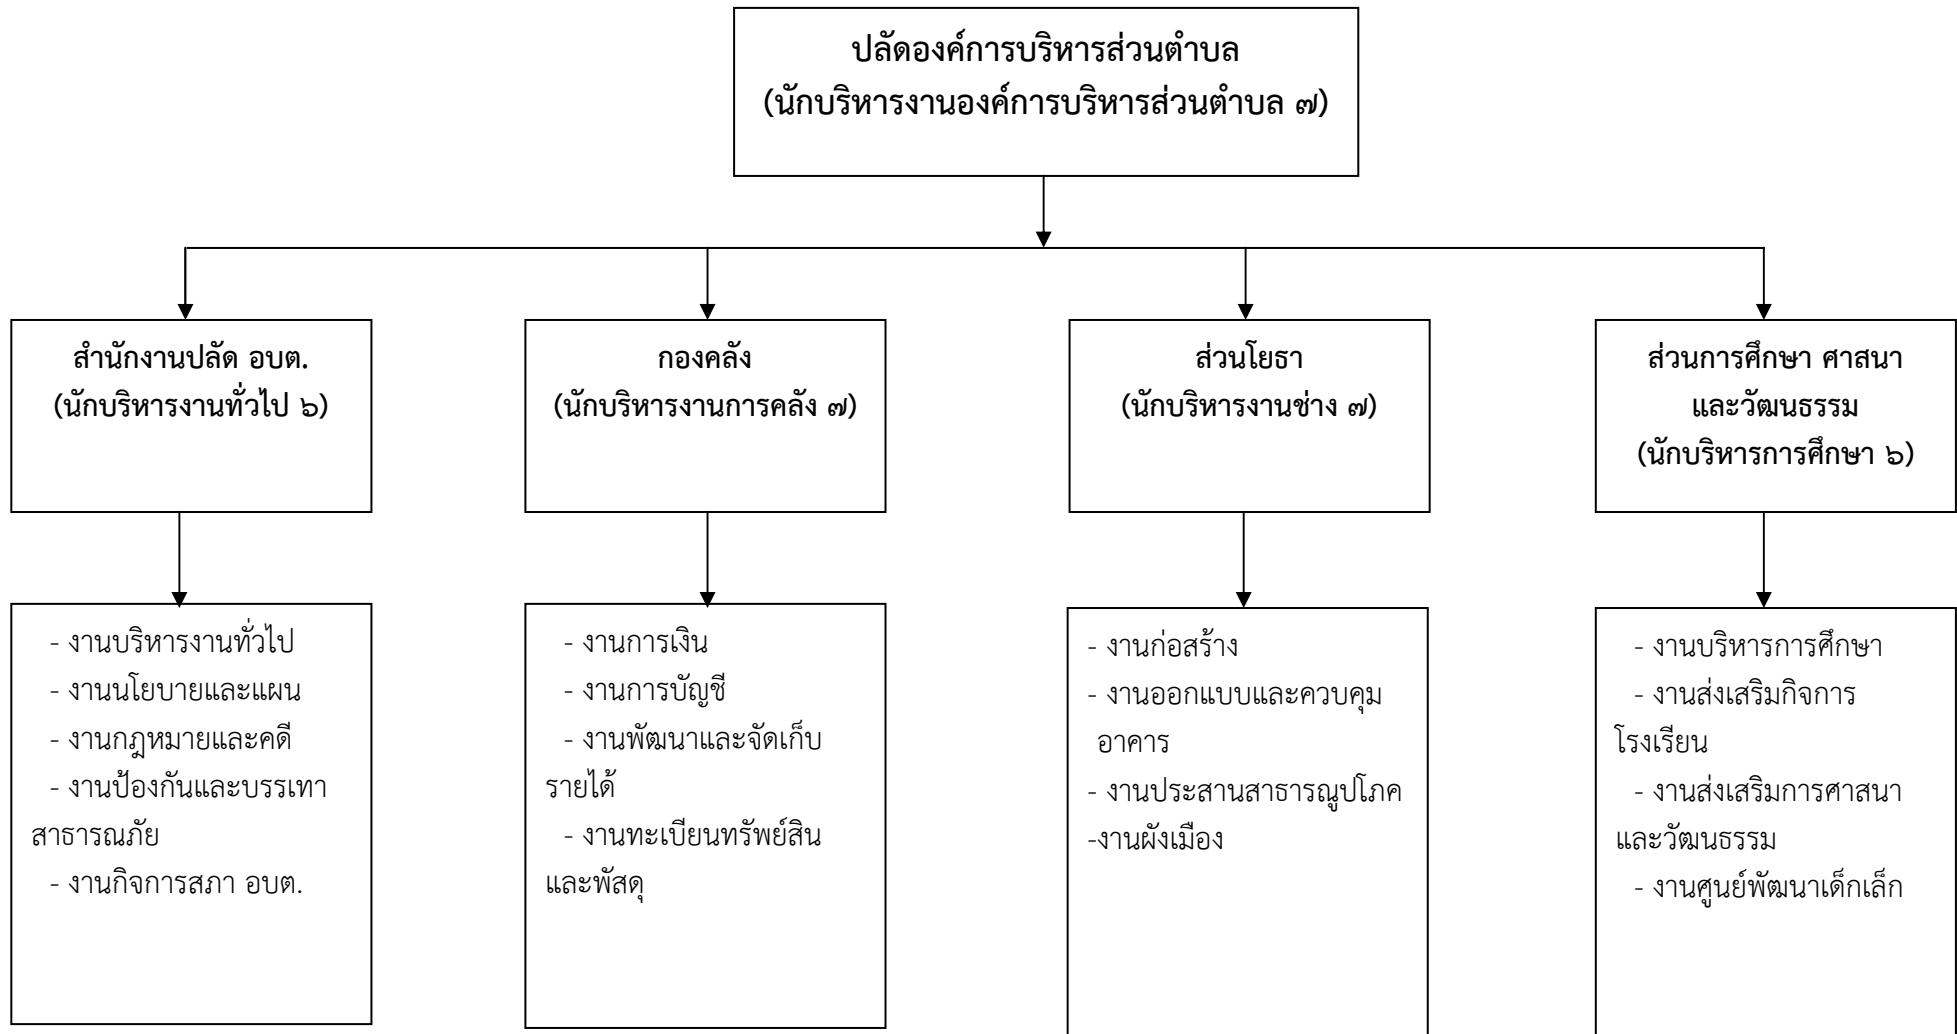 ปลัดองค์การบริหารส่วนตำบล
(นักบริหารงานองค์การบริหารส่วนตำบล ๗)
สำนักงานปลัด อบต.
(นักบริหารงานทั่วไป ๖)
กองคลัง
(นักบริหารงานการคลัง ๗)
ส่วนโยธา
(นักบริหารงานช่าง ๗)
ส่วนการศึกษา ศาสนา
และวัฒนธรรม
(นักบริหารการศึกษา ๖)
- งานบริหารงานทั่วไป
- งานนโยบายและแผน
- งานกฎหมายและคดี
- งานป้องกันและบรรเทา
สาธารณภัย
- งานกิจการสภา อบต.
- งานการเงิน
- งานการบัญชี
- งานพัฒนาและจัดเก็บ
รายได้
- งานทะเบียนทรัพย์สิน
และพัสดุ
- งานก่อสร้าง
- งานออกแบบและควบคุม
อาคาร
- งานประสานสาธารณูปโภค
-งานผังเมือง
- งานบริหารการศึกษา
- งานส่งเสริมกิจการ
โรงเรียน
- งานส่งเสริมการศาสนา
และวัฒนธรรม
- งานศูนย์พัฒนาเด็กเล็ก